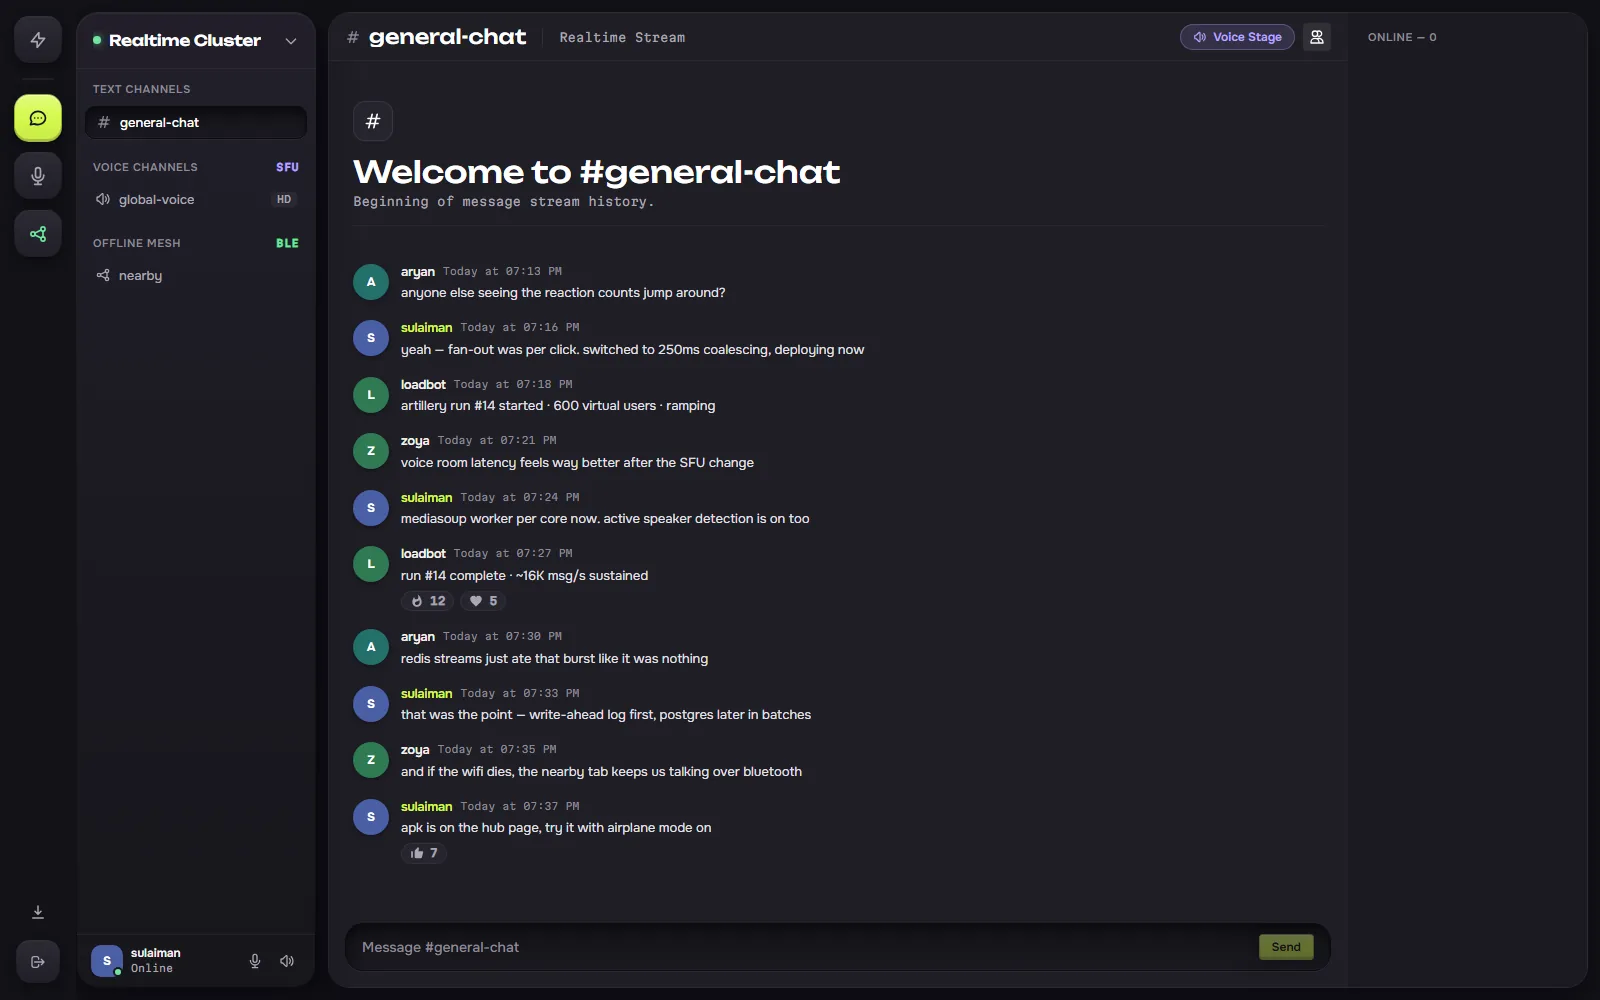 Realtime Cluster
TEXT CHANNELS
# general-chat
VOICE CHANNELS SFU
global-voice HD
OFFLINE MESH BLE
nearby
S
sulaiman
Online
# general-chat Realtime Stream
Voice Stage
#
Welcome to #general-chat
Beginning of message stream history.
A
aryan Today at 07:13 PM
anyone else seeing the reaction counts jump around?
S
sulaiman Today at 07:16 PM
yeah — fan-out was per click. switched to 250ms coalescing, deploying now
L
loadbot Today at 07:18 PM
artillery run #14 started · 600 virtual users · ramping
Z
zoya Today at 07:21 PM
voice room latency feels way better after the SFU change
S
sulaiman Today at 07:24 PM
mediasoup worker per core now. active speaker detection is on too
L
loadbot Today at 07:27 PM
run #14 complete · ~16K msg/s sustained
12 5
A
aryan Today at 07:30 PM
redis streams just ate that burst like it was nothing
S
sulaiman Today at 07:33 PM
that was the point — write-ahead log first, postgres later in batches
Z
zoya Today at 07:35 PM
and if the wifi dies, the nearby tab keeps us talking over bluetooth
S
sulaiman Today at 07:37 PM
apk is on the hub page, try it with airplane mode on
7
Message #general-chat
Send
ONLINE — 0